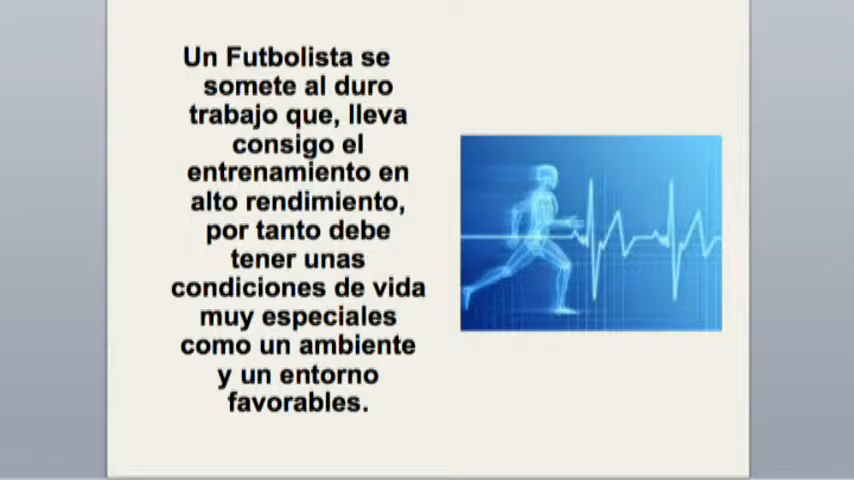 Un Futbolista se
somete al duro
trabajo que, lleva
consigo el
entrenamiento en
alto rendimiento,
por tanto debe
tener unas
condiciones de vida
muy especiales
como un ambiente
y un entorno
favorables.